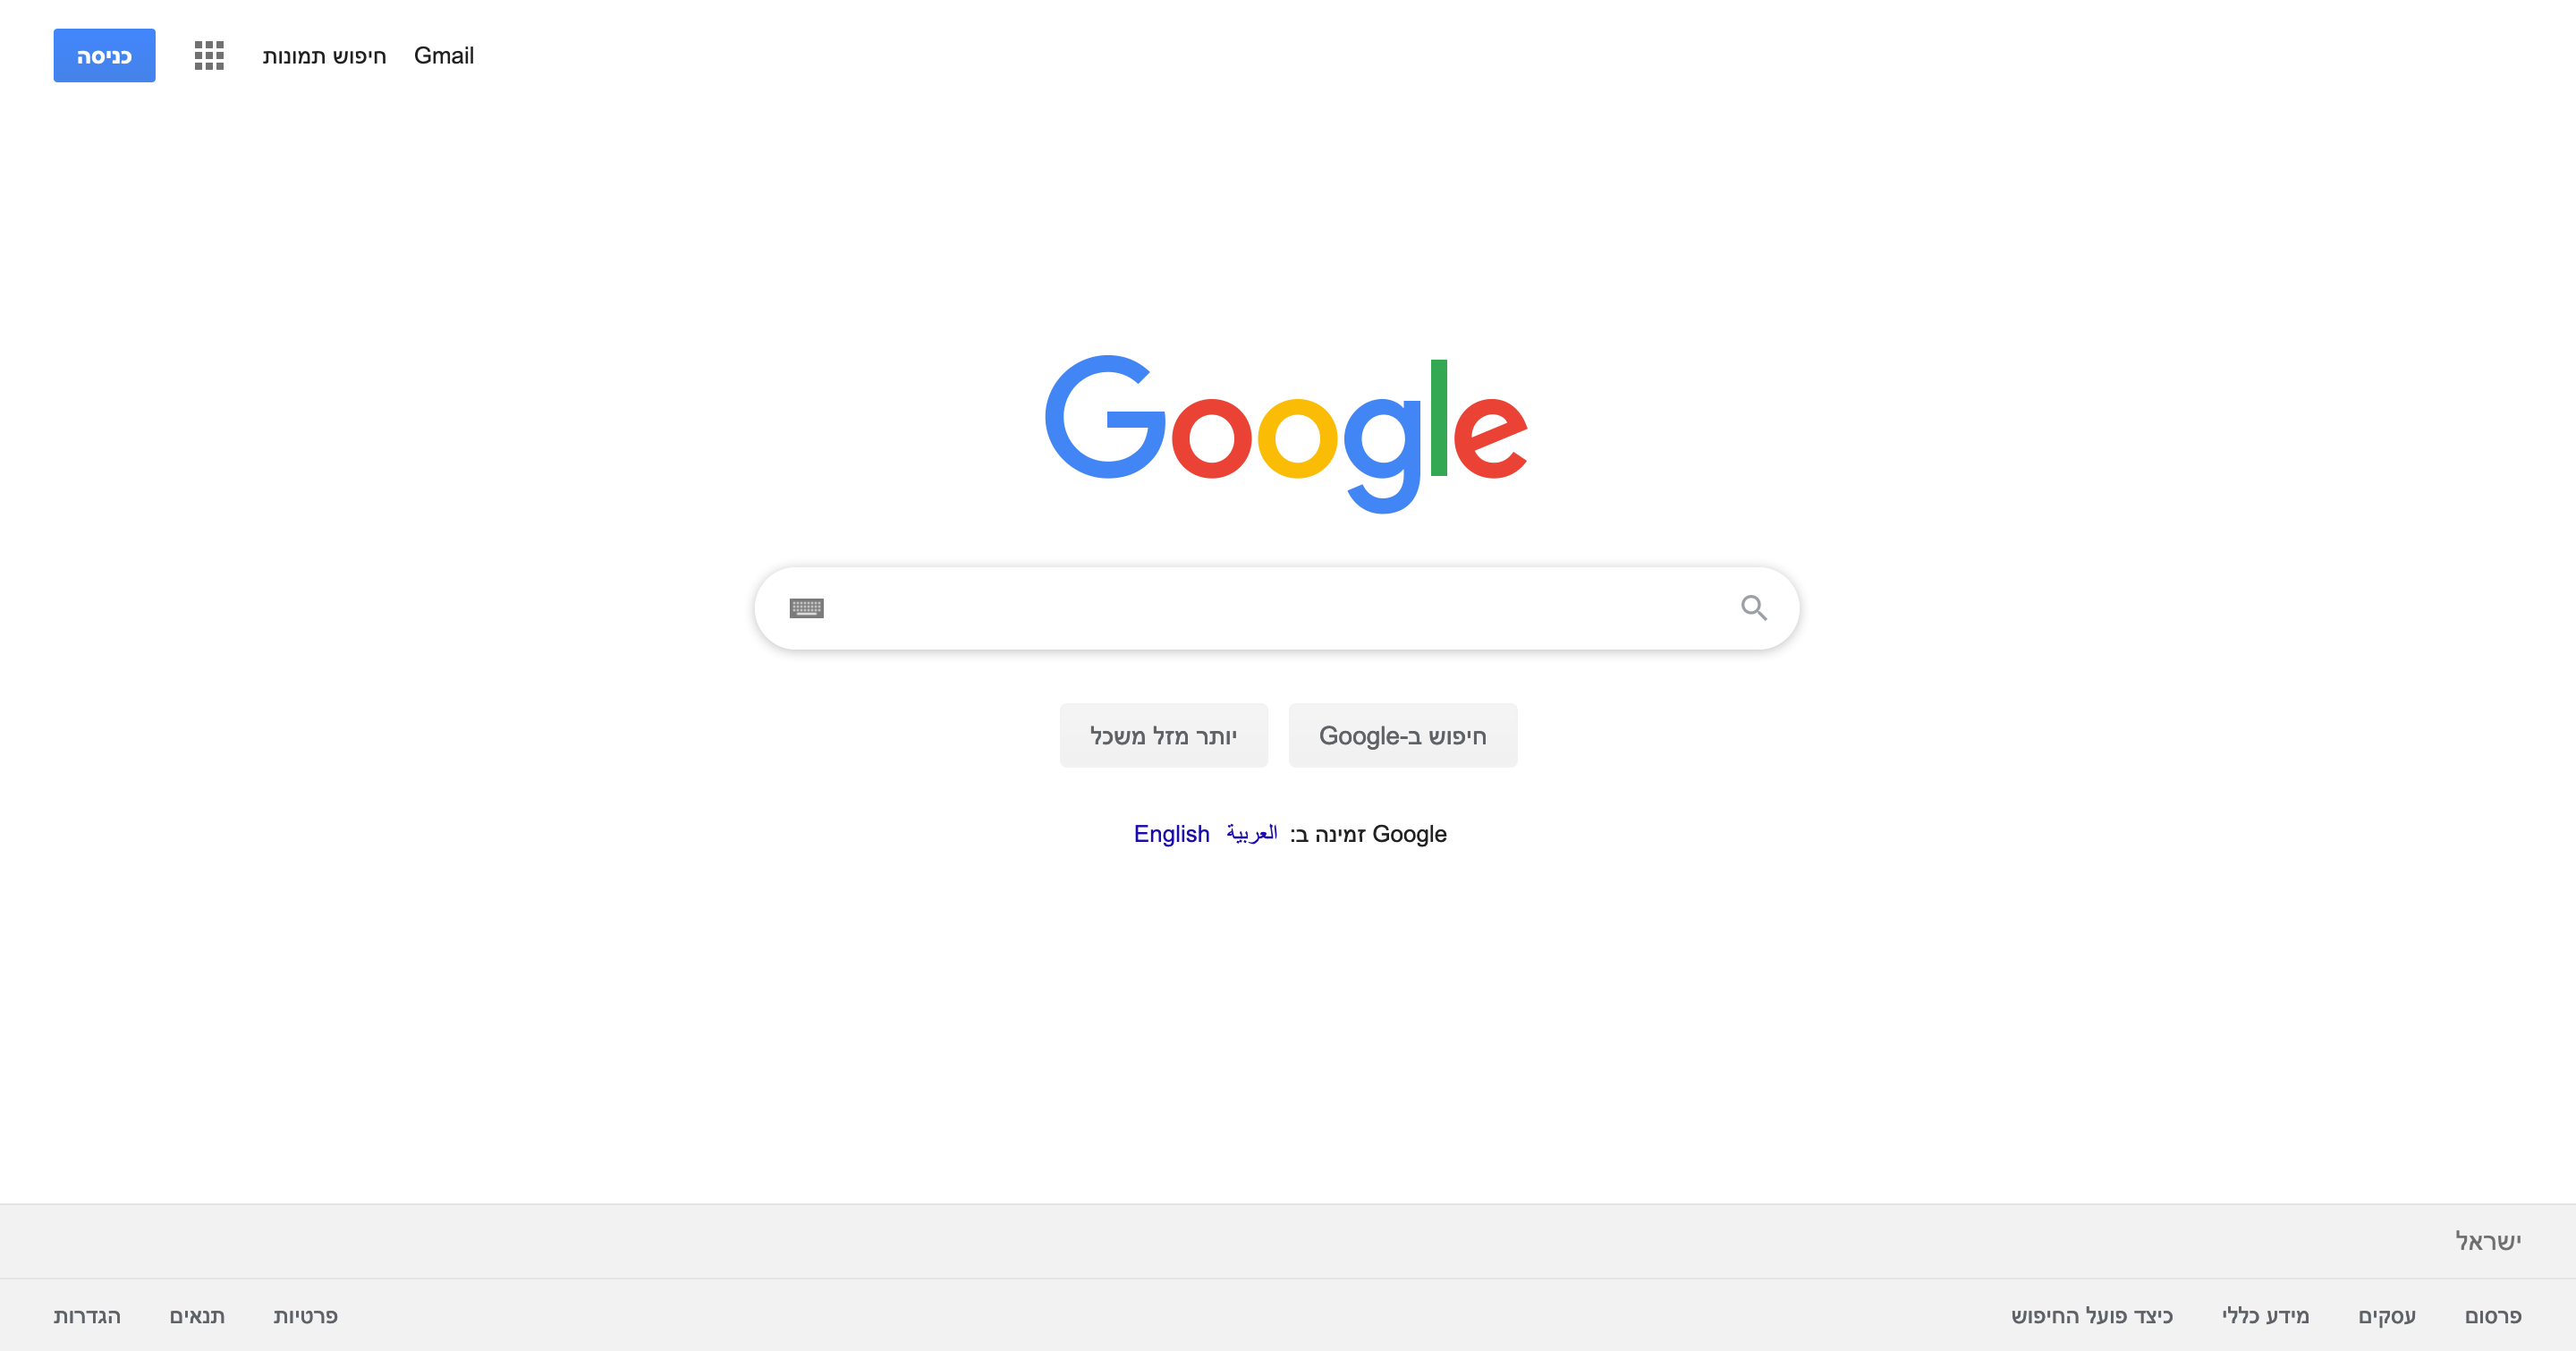 Gmail חיפוש תמונות כניסה
Google
חיפוש ב-Google יותר מזל משכל
Google זמינה ב: العربية English
ישראל
פרסום עסקים מידע כללי כיצד פועל החיפוש פרטיות תנאים הגדרות